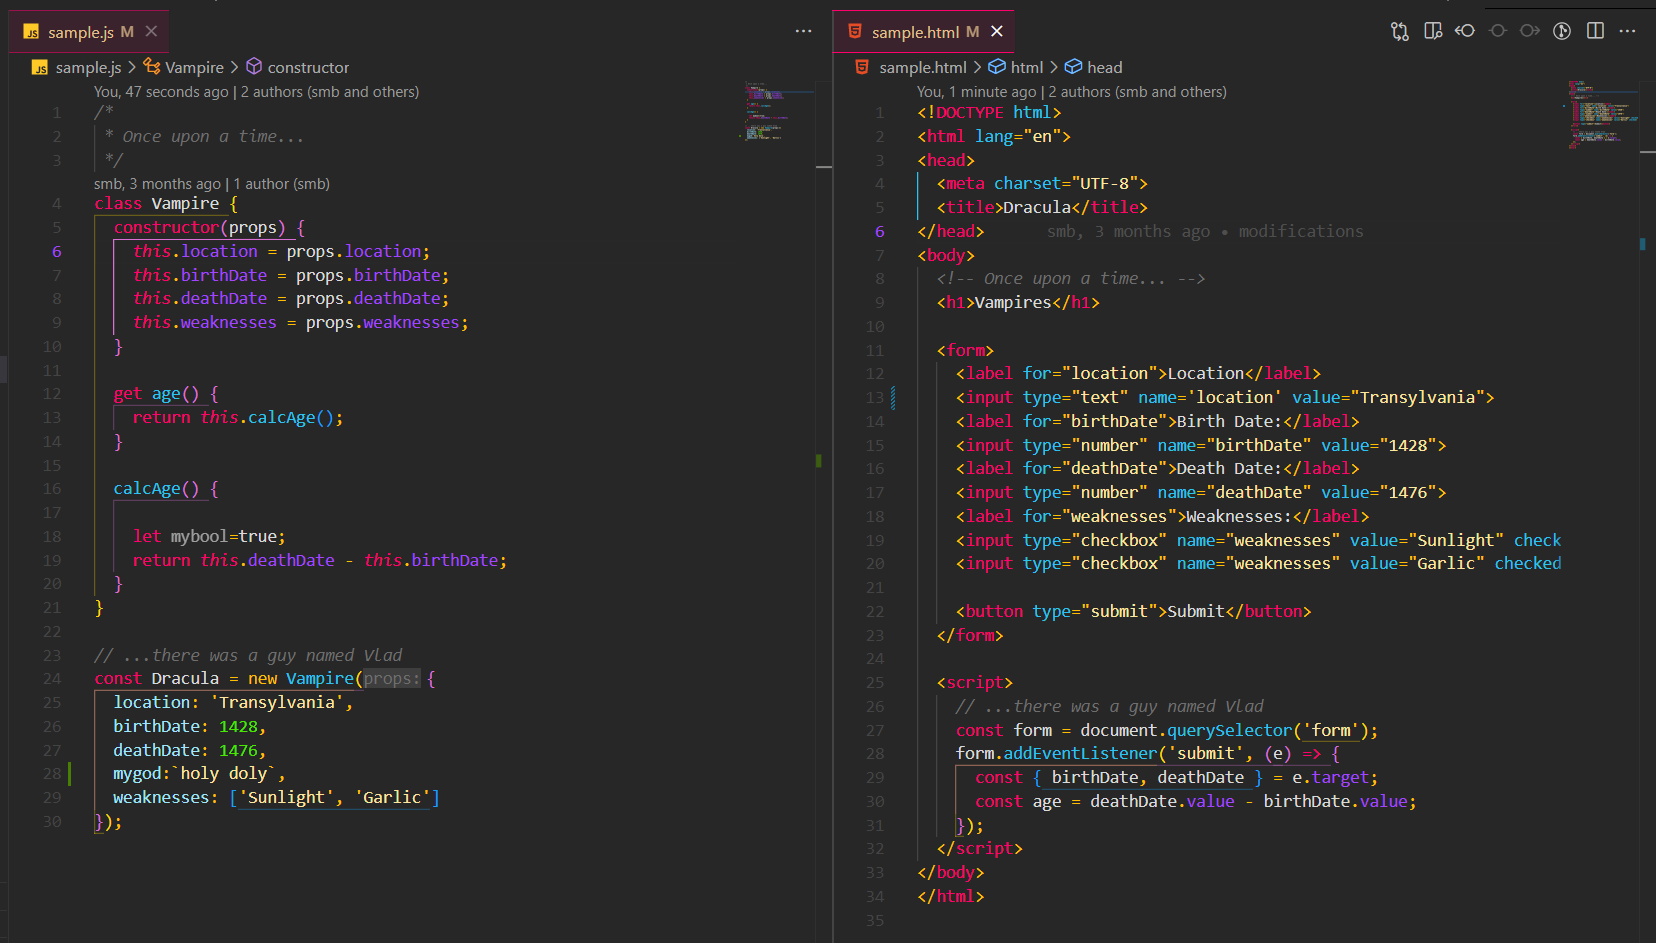 sample.js M
sample.js > Vampire > constructor
You, 47 seconds ago | 2 authors (smb and others)
1 /*
2  * Once upon a time...
3  */
smb, 3 months ago | 1 author (smb)
4 class Vampire {
5   constructor(props) {
6     this.location = props.location;
7     this.birthDate = props.birthDate;
8     this.deathDate = props.deathDate;
9     this.weaknesses = props.weaknesses;
10   }
11
12   get age() {
13     return this.calcAge();
14   }
15
16   calcAge() {
17
18     let mybool=true;
19     return this.deathDate - this.birthDate;
20   }
21 }
22
23 // ...there was a guy named Vlad
24 const Dracula = new Vampire(props: {
25   location: 'Transylvania',
26   birthDate: 1428,
27   deathDate: 1476,
28   mygod:`holy doly`,
29   weaknesses: ['Sunlight', 'Garlic']
30 });
sample.html M
sample.html > html > head
You, 1 minute ago | 2 authors (smb and others)
1 <!DOCTYPE html>
2 <html lang="en">
3 <head>
4   <meta charset="UTF-8">
5   <title>Dracula</title>
6 </head> smb, 3 months ago • modifications
7 <body>
8   <!-- Once upon a time... -->
9   <h1>Vampires</h1>
10
11   <form>
12     <label for="location">Location</label>
13     <input type="text" name='location' value="Transylvania">
14     <label for="birthDate">Birth Date:</label>
15     <input type="number" name="birthDate" value="1428">
16     <label for="deathDate">Death Date:</label>
17     <input type="number" name="deathDate" value="1476">
18     <label for="weaknesses">Weaknesses:</label>
19     <input type="checkbox" name="weaknesses" value="Sunlight" check
20     <input type="checkbox" name="weaknesses" value="Garlic" checked
21
22     <button type="submit">Submit</button>
23   </form>
24
25   <script>
26     // ...there was a guy named Vlad
27     const form = document.querySelector('form');
28     form.addEventListener('submit', (e) => {
29       const { birthDate, deathDate } = e.target;
30       const age = deathDate.value - birthDate.value;
31     });
32   </script>
33 </body>
34 </html>
35